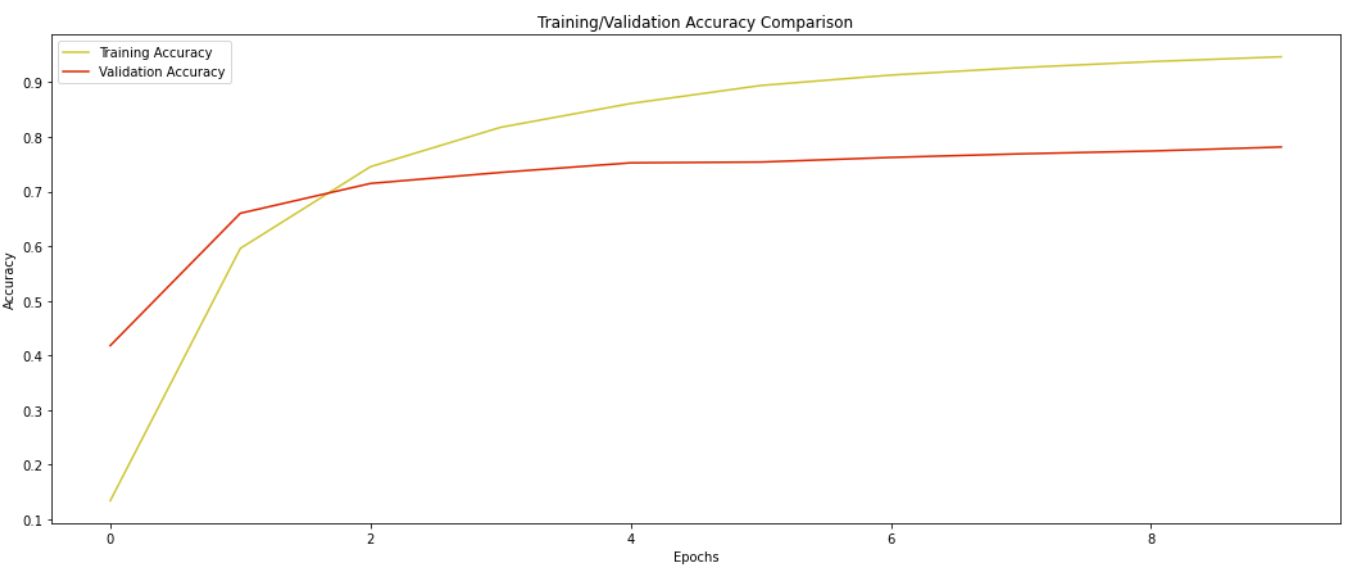 Training/Validation Accuracy Comparison
Training Accuracy
Validation Accuracy
0.9
0.8
0.7
0.6
0.5
0.4
0.3
0.2
0.1
Accuracy
0 2 4 6 8
Epochs